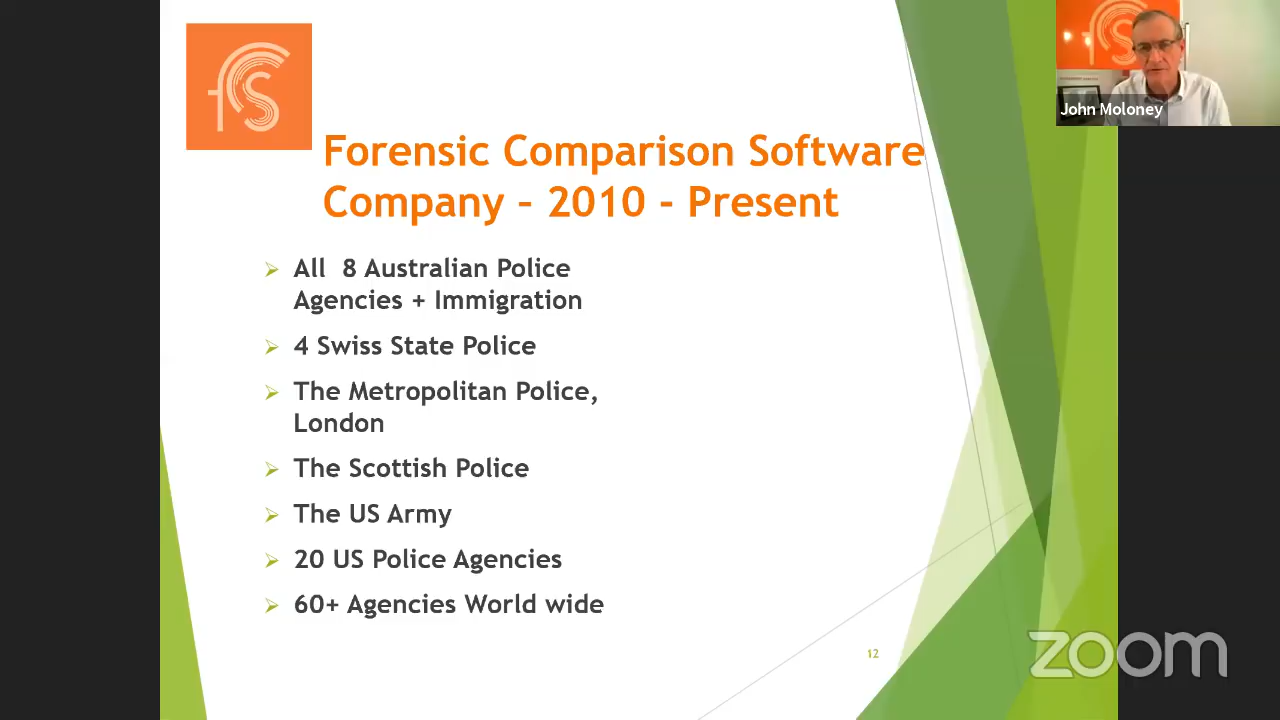 fcs
John Moloney
Forensic Comparison Software
Company – 2010 - Present
All 8 Australian Police
Agencies + Immigration
4 Swiss State Police
The Metropolitan Police,
London
The Scottish Police
The US Army
20 US Police Agencies
60+ Agencies World wide
12
zoom